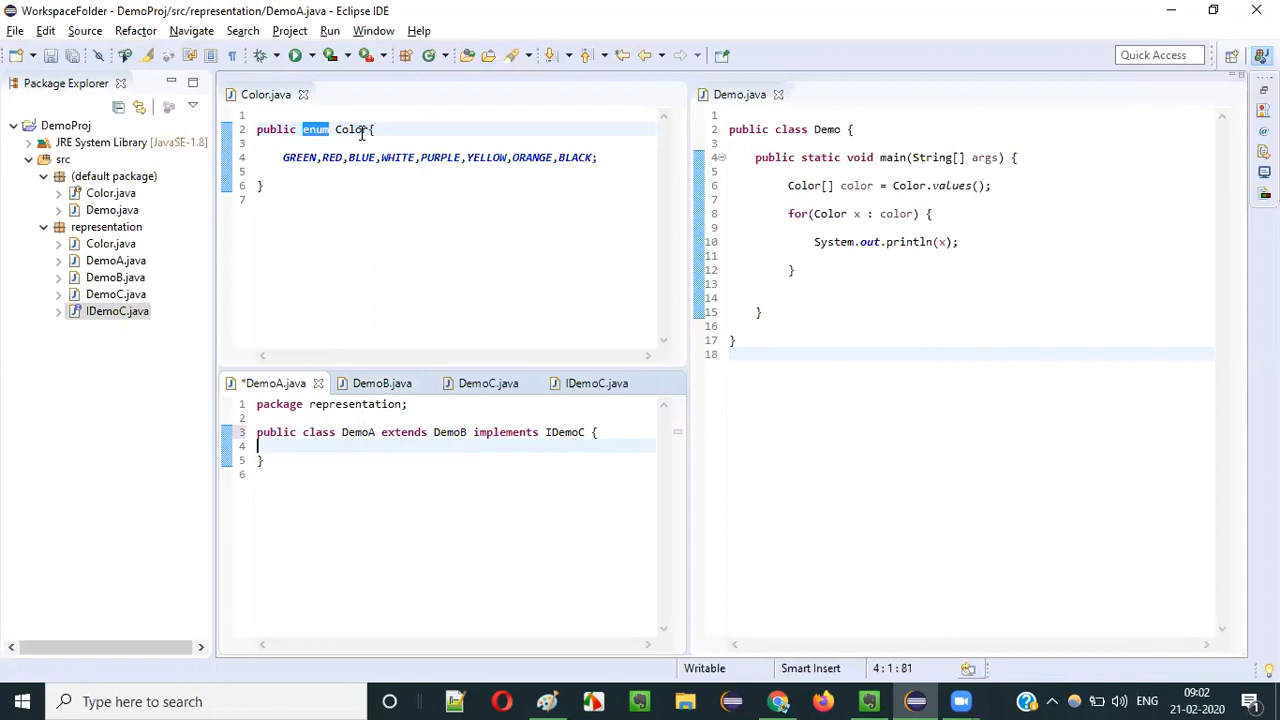 WorkspaceFolder - DemoProj/src/representation/DemoA.java - Eclipse IDE
File Edit Source Refactor Navigate Search Project Run Window Help
Quick Access
Package Explorer
DemoProj
JRE System Library [JavaSE-1.8]
src
(default package)
Color.java
Demo.java
representation
Color.java
DemoA.java
DemoB.java
DemoC.java
IDemoC.java
Color.java
1
2 public enum Color{
3
4 GREEN,RED,BLUE,WHITE,PURPLE,YELLOW,ORANGE,BLACK;
5
6 }
7
*DemoA.java DemoB.java DemoC.java IDemoC.java
1 package representation;
2
3 public class DemoA extends DemoB implements IDemoC {
4
5 }
6
Demo.java
1
2 public class Demo {
3
4 public static void main(String[] args) {
5
6 Color[] color = Color.values();
7
8 for(Color x : color) {
9
10 System.out.println(x);
11
12 }
13
14
15 }
16
17 }
18
Writable Smart Insert 4 : 1 : 81
Type here to search
ENG
09:02
21-02-2020
1